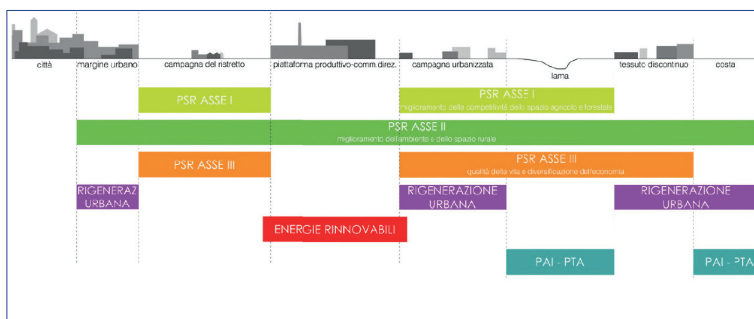 città
margine urbano
campagna del ristretto
piattaforma produttivo-comm.direz.
campagna urbanizzata
lama
tessuto discontinuo
costa
PSR ASSE I
PSR ASSE I
miglioramento della competitività dello spazio agricolo e forestale
PSR ASSE II
miglioramento dell'ambiente e dello spazio rurale
PSR ASSE III
PSR ASSE III
qualità della vita e diversificazione dell'economia
RIGENERAZ
URBANA
RIGENERAZIONE
URBANA
RIGENERAZIONE
URBANA
ENERGIE RINNOVABILI
PAI - PTA
PAI - PTA